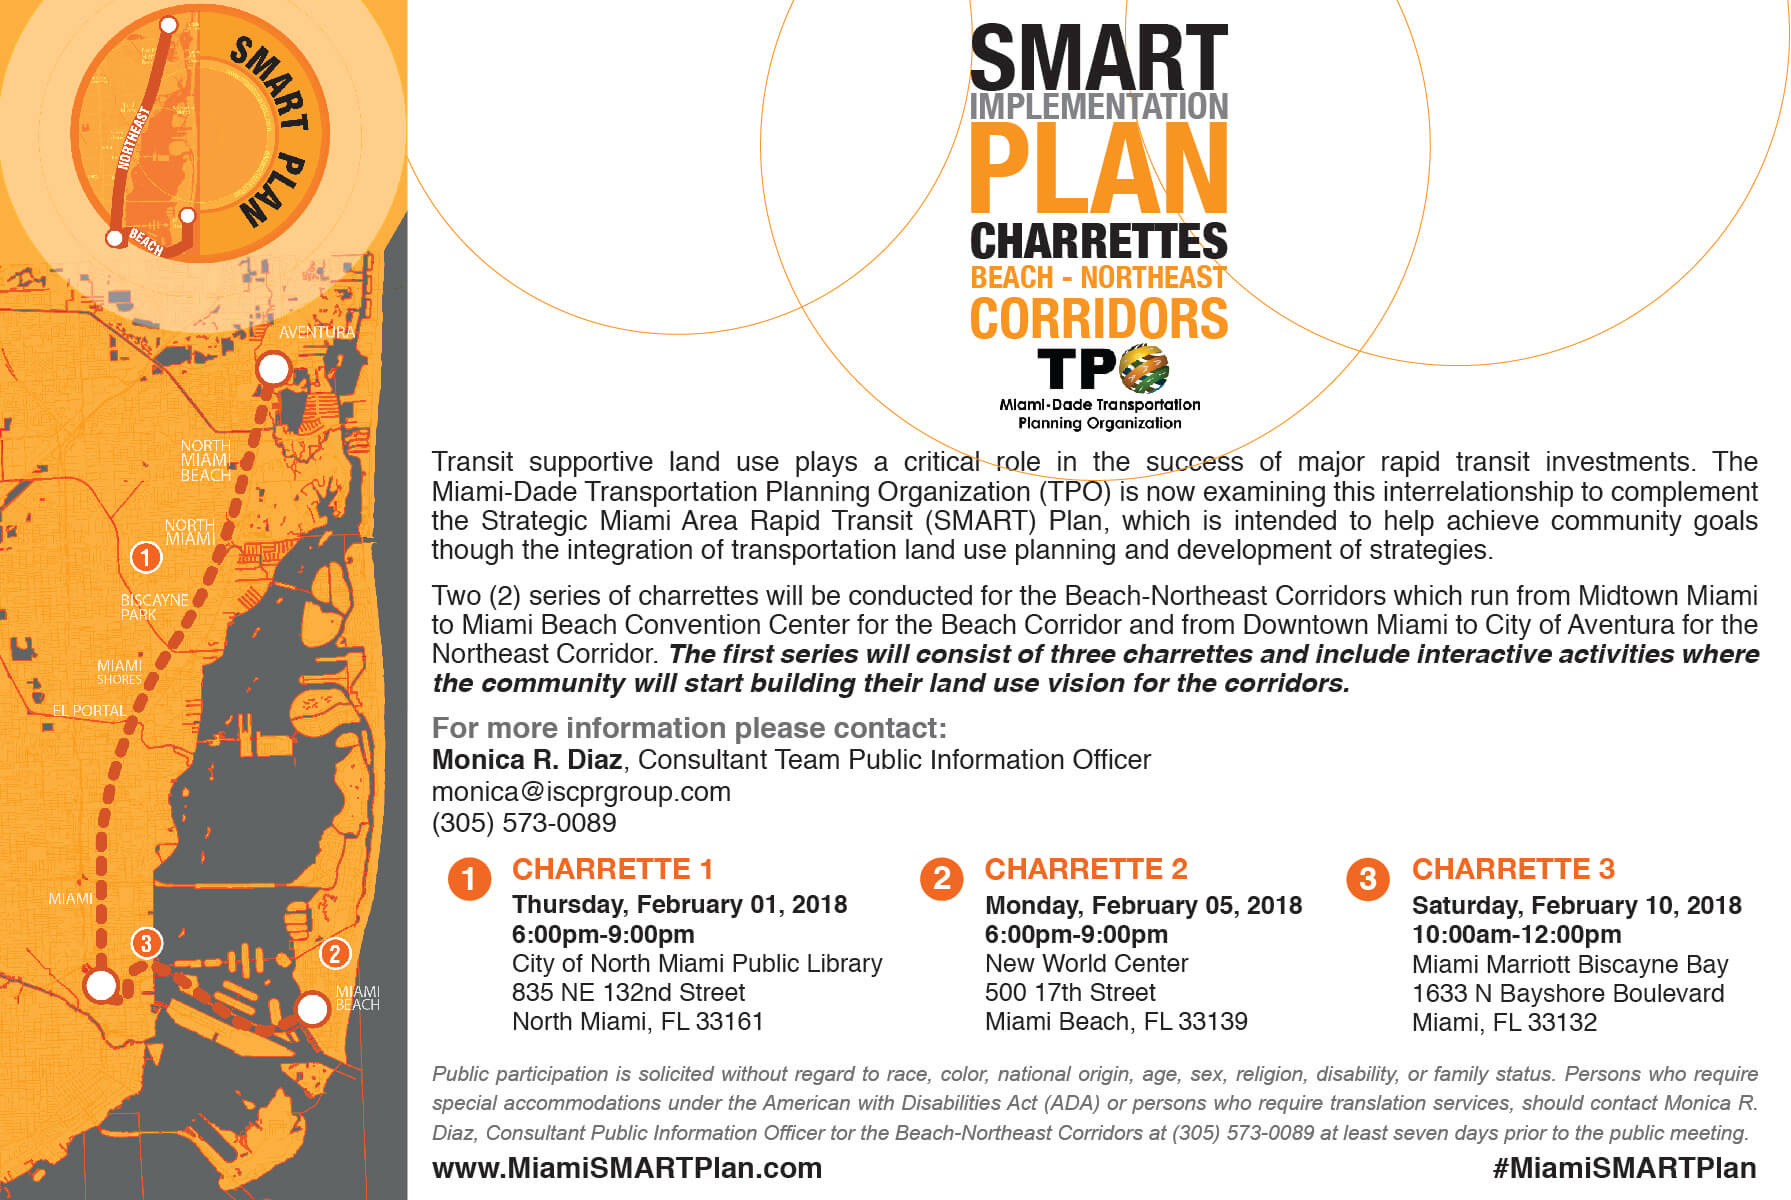 SMART PLAN
NORTHEAST
BEACH
AVENTURA
NORTH
MIAMI
BEACH
NORTH
MIAMI
1
BISCAYNE
PARK
MIAMI
SHORES
EL PORTAL
MIAMI
3
2
MIAMI
BEACH
SMART
IMPLEMENTATION
PLAN
CHARRETTES
BEACH - NORTHEAST
CORRIDORS
TPO
Miami-Dade Transportation
Planning Organization
Transit supportive land use plays a critical role in the success of major rapid transit investments. The
Miami-Dade Transportation Planning Organization (TPO) is now examining this interrelationship to complement
the Strategic Miami Area Rapid Transit (SMART) Plan, which is intended to help achieve community goals
though the integration of transportation land use planning and development of strategies.
Two (2) series of charrettes will be conducted for the Beach-Northeast Corridors which run from Midtown Miami
to Miami Beach Convention Center for the Beach Corridor and from Downtown Miami to City of Aventura for the
Northeast Corridor. The first series will consist of three charrettes and include interactive activities where
the community will start building their land use vision for the corridors.
For more information please contact:
Monica R. Diaz, Consultant Team Public Information Officer
monica@iscprgroup.com
(305) 573-0089
1 CHARRETTE 1
Thursday, February 01, 2018
6:00pm-9:00pm
City of North Miami Public Library
835 NE 132nd Street
North Miami, FL 33161
2 CHARRETTE 2
Monday, February 05, 2018
6:00pm-9:00pm
New World Center
500 17th Street
Miami Beach, FL 33139
3 CHARRETTE 3
Saturday, February 10, 2018
10:00am-12:00pm
Miami Marriott Biscayne Bay
1633 N Bayshore Boulevard
Miami, FL 33132
Public participation is solicited without regard to race, color, national origin, age, sex, religion, disability, or family status. Persons who require
special accommodations under the American with Disabilities Act (ADA) or persons who require translation services, should contact Monica R.
Diaz, Consultant Public Information Officer tor the Beach-Northeast Corridors at (305) 573-0089 at least seven days prior to the public meeting.
www.MiamiSMARTPlan.com
#MiamiSMARTPlan